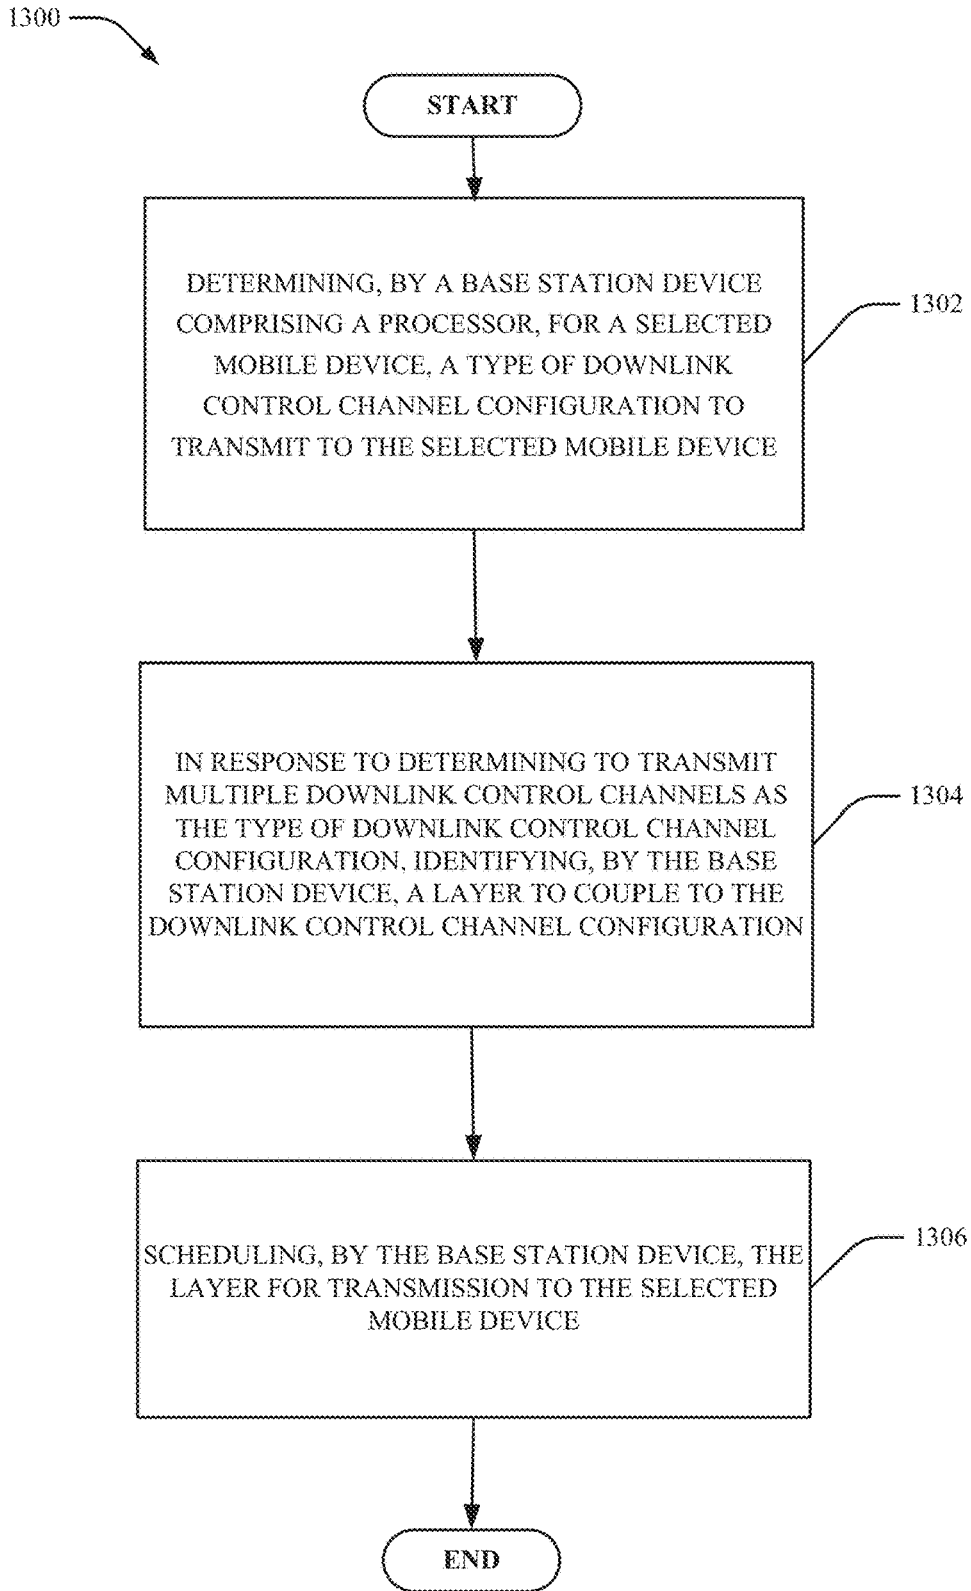 1300
START
DETERMINING, BY A BASE STATION DEVICE
COMPRISING A PROCESSOR, FOR A SELECTED
MOBILE DEVICE, A TYPE OF DOWNLINK
CONTROL CHANNEL CONFIGURATION TO
TRANSMIT TO THE SELECTED MOBILE DEVICE
1302
IN RESPONSE TO DETERMINING TO TRANSMIT
MULTIPLE DOWNLINK CONTROL CHANNELS AS
THE TYPE OF DOWNLINK CONTROL CHANNEL
CONFIGURATION, IDENTIFYING, BY THE BASE
STATION DEVICE, A LAYER TO COUPLE TO THE
DOWNLINK CONTROL CHANNEL CONFIGURATION
1304
SCHEDULING, BY THE BASE STATION DEVICE, THE
LAYER FOR TRANSMISSION TO THE SELECTED
MOBILE DEVICE
1306
END